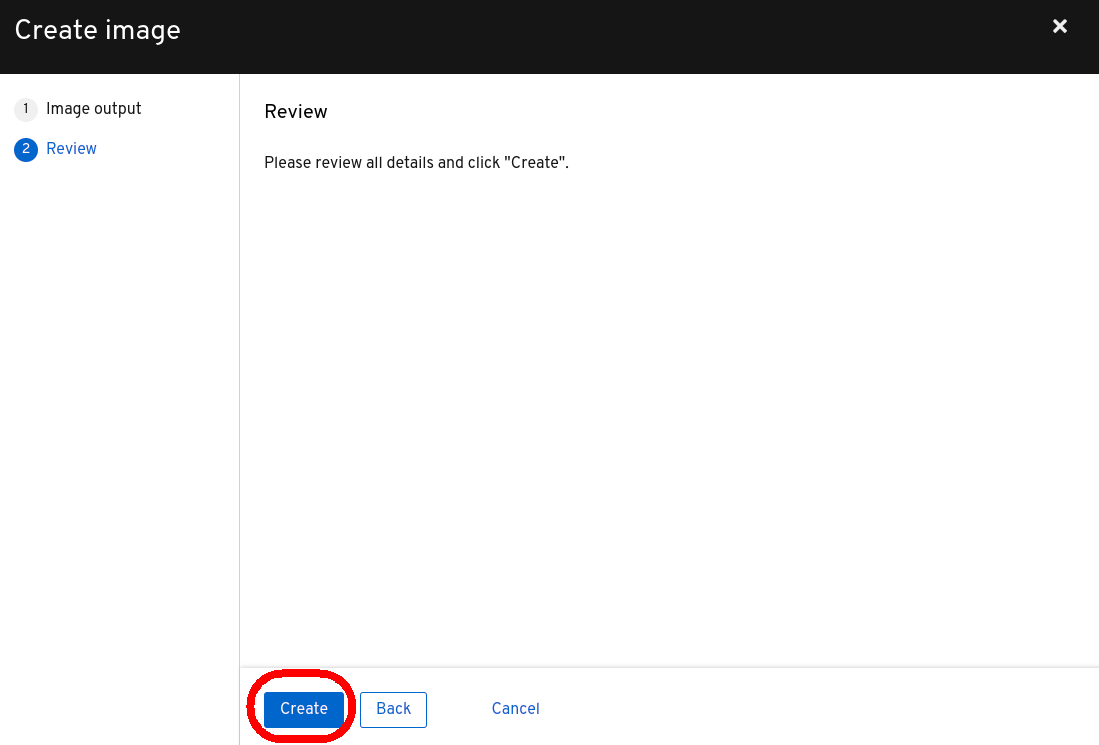 Create image
1 Image output
2 Review
Review
Please review all details and click "Create".
Create Back Cancel